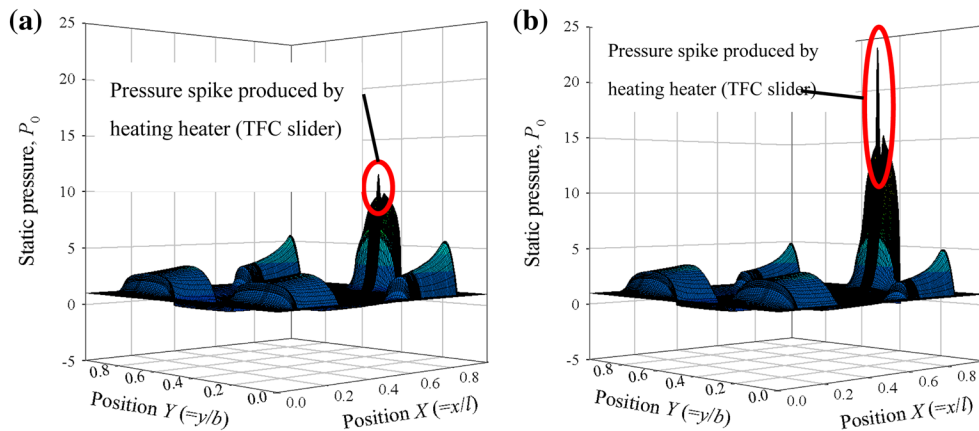 (a)
25
20
15
10
5
0
-5
Static pressure, P0
Pressure spike produced by
heating heater (TFC slider)
0.8
0.6
0.4
0.2
0.0
Position Y (=y/b)
0.0
0.2
0.4
0.6
0.8
Position X (=x/l)
(b)
25
20
15
10
5
0
-5
Static pressure, P0
Pressure spike produced by
heating heater (TFC slider)
0.8
0.6
0.4
0.2
0.0
Position Y (=y/b)
0.0
0.2
0.4
0.6
0.8
Position X (=x/l)